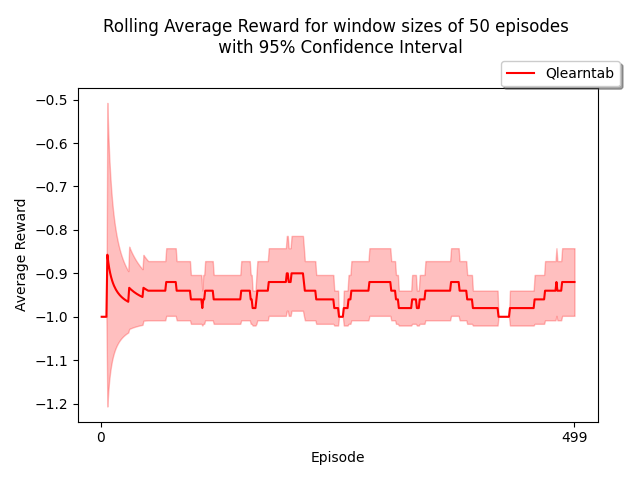 Rolling Average Reward for window sizes of 50 episodes
with 95% Confidence Interval
Qlearntab
−0.5
−0.6
−0.7
−0.8
−0.9
−1.0
−1.1
−1.2
Average Reward
0
499
Episode